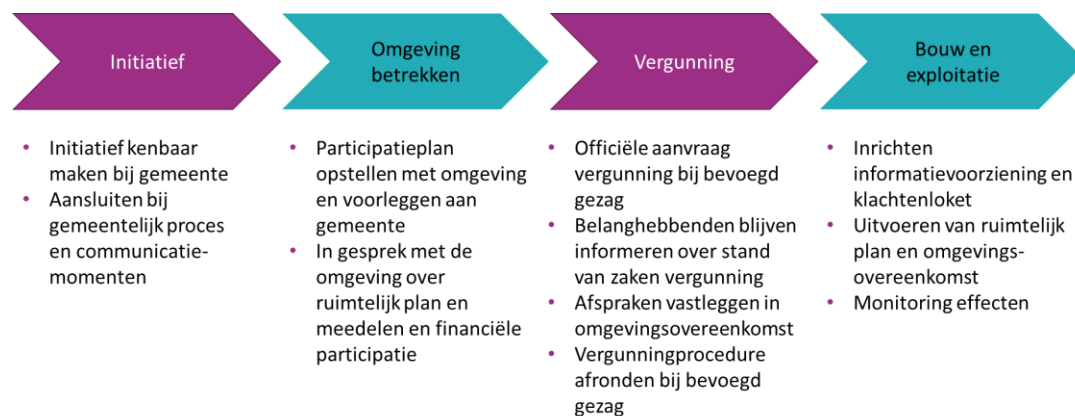 Initiatief
Omgeving
betrekken
Vergunning
Bouw en
exploitatie
• Initiatief kenbaar
maken bij gemeente
• Aansluiten bij
gemeentelijk proces
en communicatie-
momenten
• Participatieplan
opstellen met omgeving
en voorleggen aan
gemeente
• In gesprek met de
omgeving over
ruimtelijk plan en
meedelen en financiële
participatie
• Officiële aanvraag
vergunning bij bevoegd
gezag
• Belanghebbenden blijven
informeren over stand
van zaken vergunning
• Afspraken vastleggen in
omgevingsovereenkomst
• Vergunningprocedure
afronden bij bevoegd
gezag
• Inrichten
informatievoorziening en
klachtenloket
• Uitvoeren van ruimtelijk
plan en omgevings-
overeenkomst
• Monitoring effecten